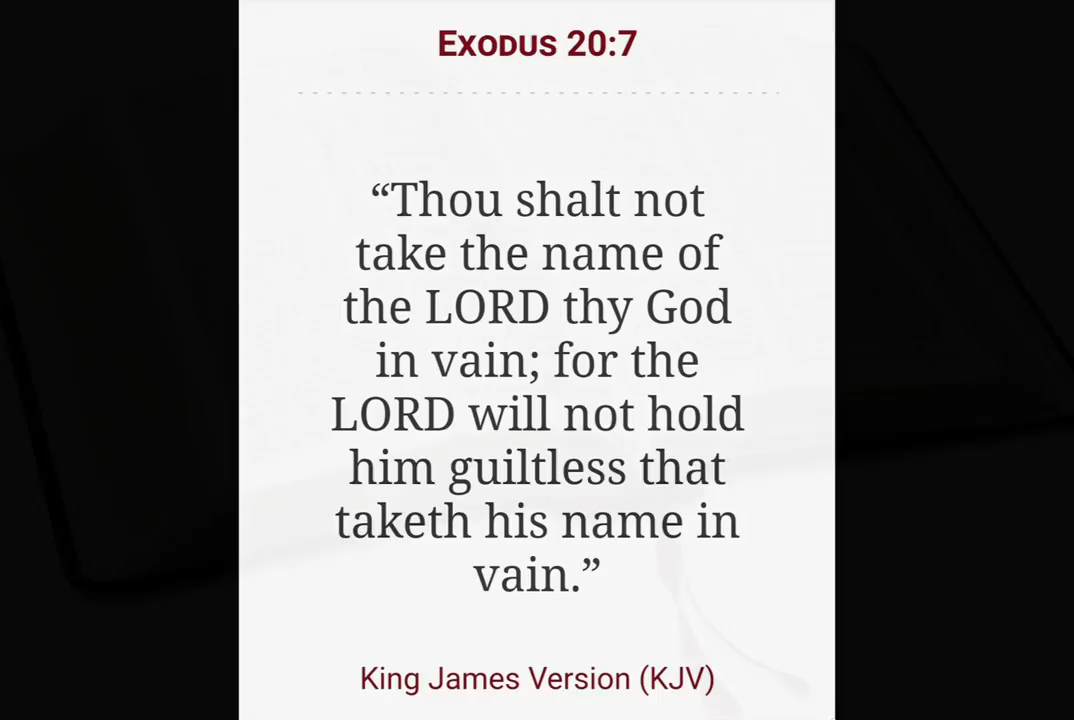 Exodus 20:7
“Thou shalt not
take the name of
the LORD thy God
in vain; for the
LORD will not hold
him guiltless that
taketh his name in
vain.”
King James Version (KJV)